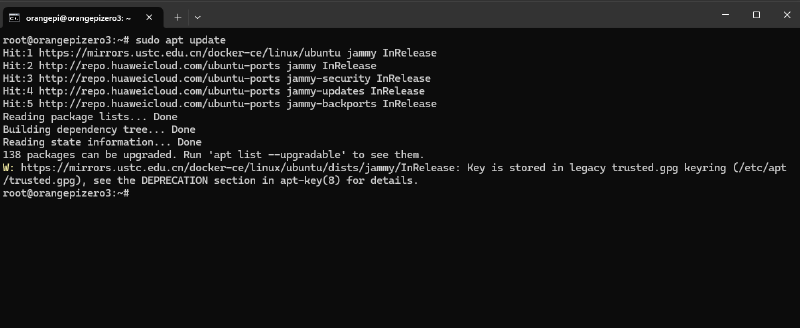 orangepi@orangepizero3: ~
root@orangepizero3:~# sudo apt update
Hit:1 https://mirrors.ustc.edu.cn/docker-ce/linux/ubuntu jammy InRelease
Hit:2 http://repo.huaweicloud.com/ubuntu-ports jammy InRelease
Hit:3 http://repo.huaweicloud.com/ubuntu-ports jammy-security InRelease
Hit:4 http://repo.huaweicloud.com/ubuntu-ports jammy-updates InRelease
Hit:5 http://repo.huaweicloud.com/ubuntu-ports jammy-backports InRelease
Reading package lists... Done
Building dependency tree... Done
Reading state information... Done
138 packages can be upgraded. Run 'apt list --upgradable' to see them.
W: https://mirrors.ustc.edu.cn/docker-ce/linux/ubuntu/dists/jammy/InRelease: Key is stored in legacy trusted.gpg keyring (/etc/apt
/trusted.gpg), see the DEPRECATION section in apt-key(8) for details.
root@orangepizero3:~#